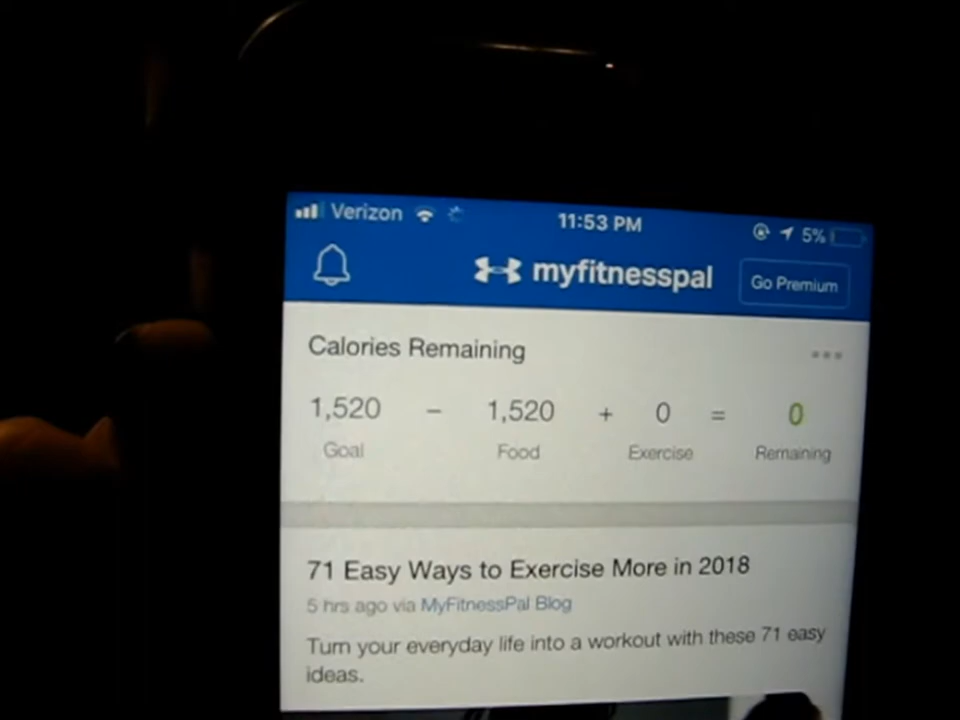 Verizon 11:53 PM 5%
myfitnesspal Go Premium
Calories Remaining
1,520 - 1,520 + 0 = 0
Goal Food Exercise Remaining
71 Easy Ways to Exercise More in 2018
5 hrs ago via MyFitnessPal Blog
Turn your everyday life into a workout with these 71 easy
ideas.